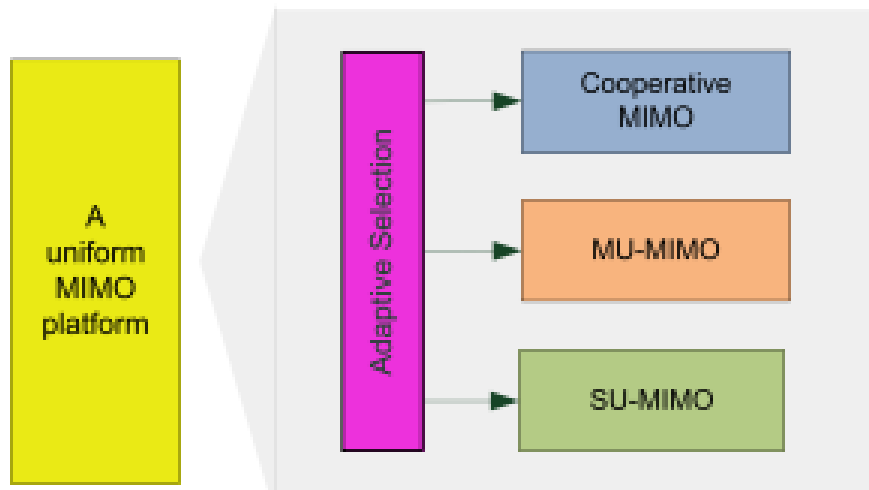 A
uniform
MIMO
platform
Adaptive Selection
Cooperative
MIMO
MU-MIMO
SU-MIMO